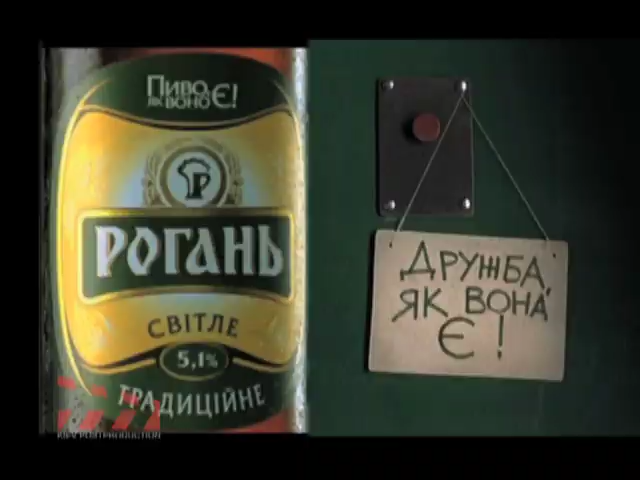 Пиво,
як воно Є!
РОГАНЬ
СВІТЛЕ
5,1%
ТРАДИЦІЙНЕ
ДРУЖБА,
ЯК ВОНА
Є!